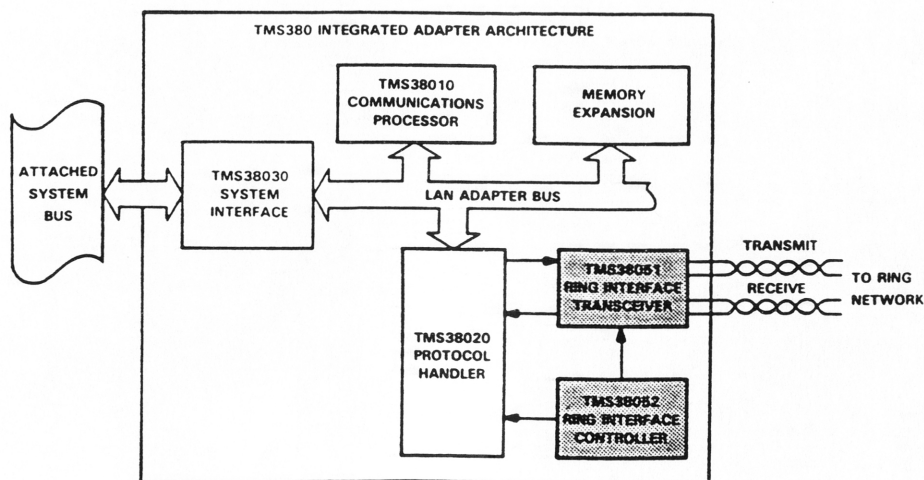 TMS380 INTEGRATED ADAPTER ARCHITECTURE
TMS38010
COMMUNICATIONS
PROCESSOR
MEMORY
EXPANSION
ATTACHED
SYSTEM
BUS
TMS38030
SYSTEM
INTERFACE
LAN ADAPTER BUS
TMS38051
RING INTERFACE
TRANSCEIVER
TRANSMIT
RECEIVE
TO RING
NETWORK
TMS38020
PROTOCOL
HANDLER
TMS38052
RING INTERFACE
CONTROLLER